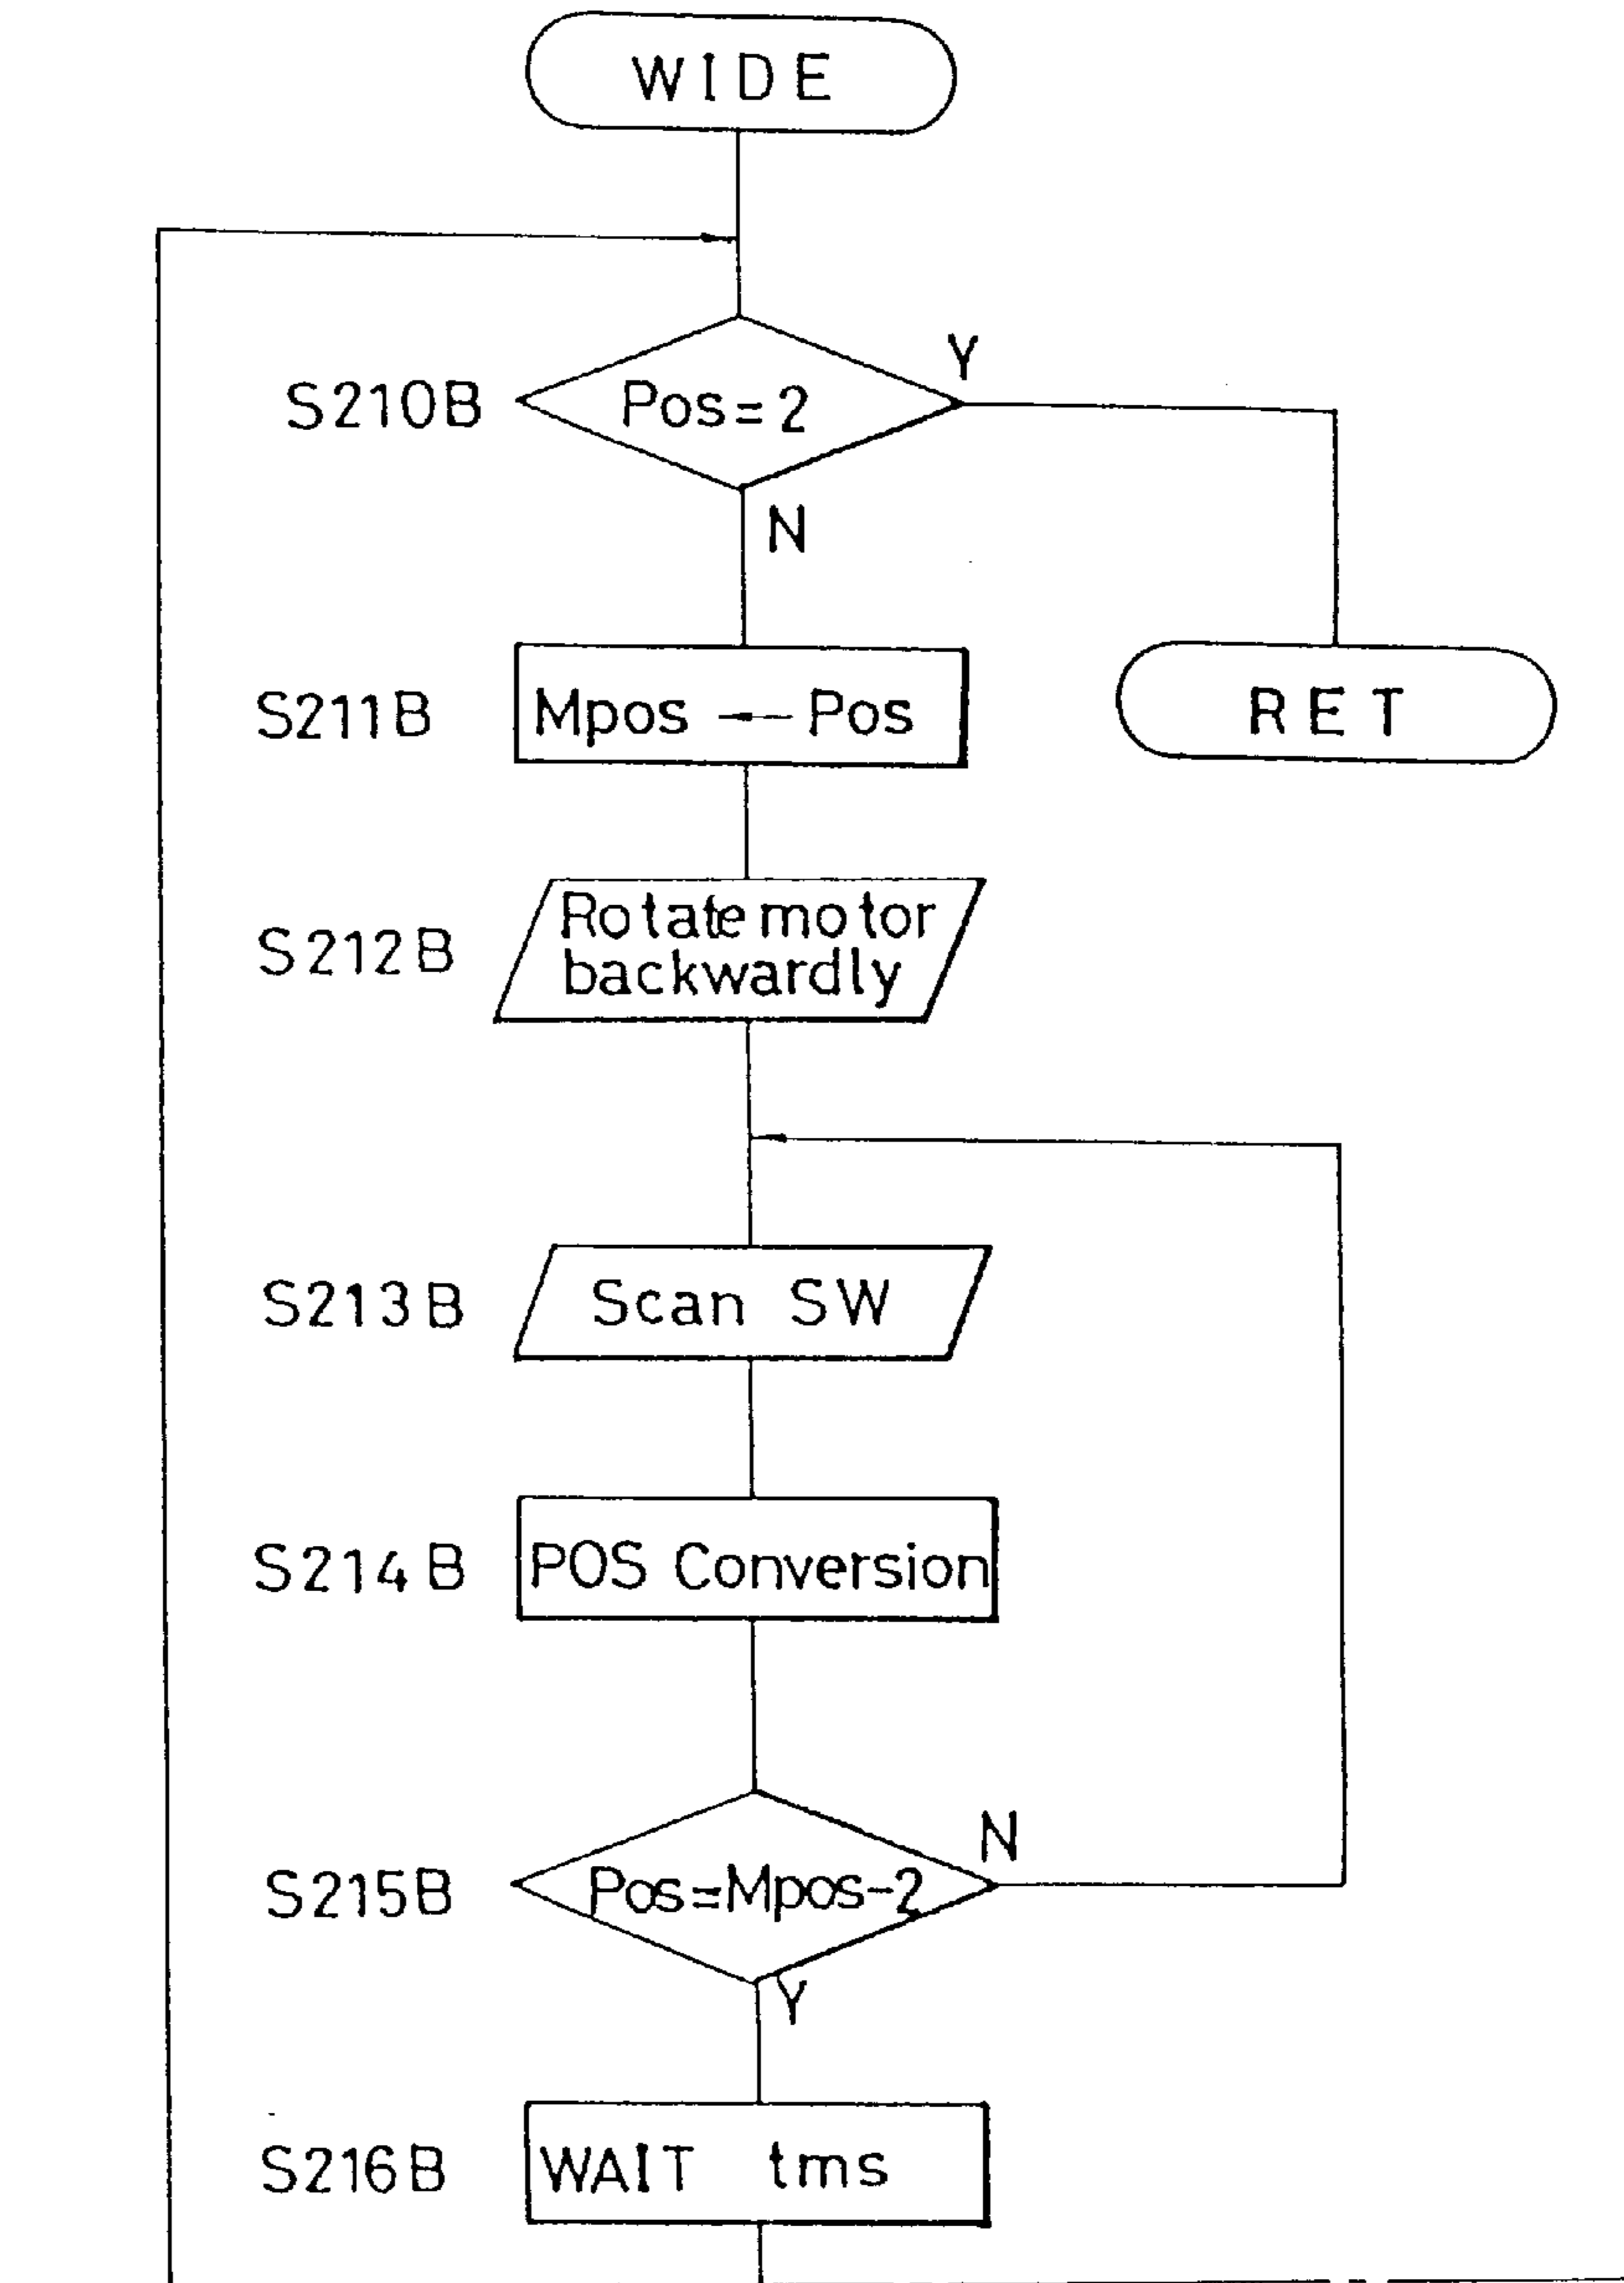 WIDE
S210B
Pos=2
Y
N
S211B
Mpos ← Pos
RET
S212B
Rotate motor
backwardly
S213B
Scan SW
S214B
POS Conversion
S215B
Pos=Mpos-2
N
Y
S216B
WAIT tms